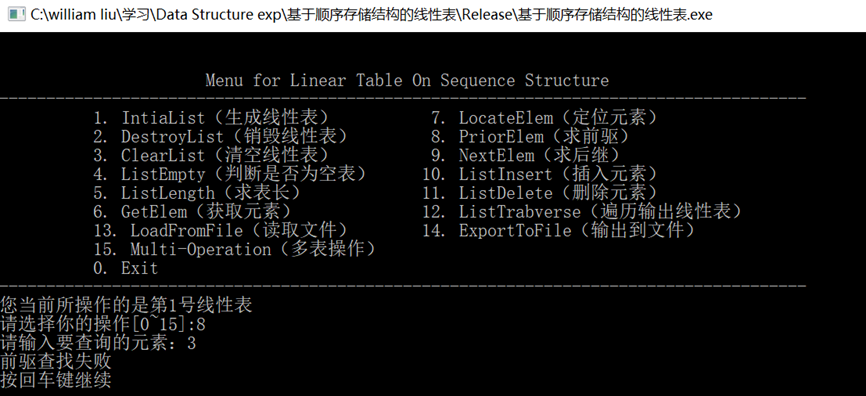 C:\william liu\学习\Data Structure exp\基于顺序存储结构的线性表\Release\基于顺序存储结构的线性表.exe
Menu for Linear Table On Sequence Structure
1. IntiaList（生成线性表） 7. LocateElem（定位元素）
2. DestroyList（销毁线性表） 8. PriorElem（求前驱）
3. ClearList（清空线性表） 9. NextElem（求后继）
4. ListEmpty（判断是否为空表） 10. ListInsert（插入元素）
5. ListLength（求表长） 11. ListDelete（删除元素）
6. GetElem（获取元素） 12. ListTrabverse（遍历输出线性表）
13. LoadFromFile（读取文件） 14. ExportToFile（输出到文件）
15. Multi-Operation（多表操作）
0. Exit
您当前所操作的是第1号线性表
请选择你的操作[0~15]:8
请输入要查询的元素：3
前驱查找失败
按回车键继续